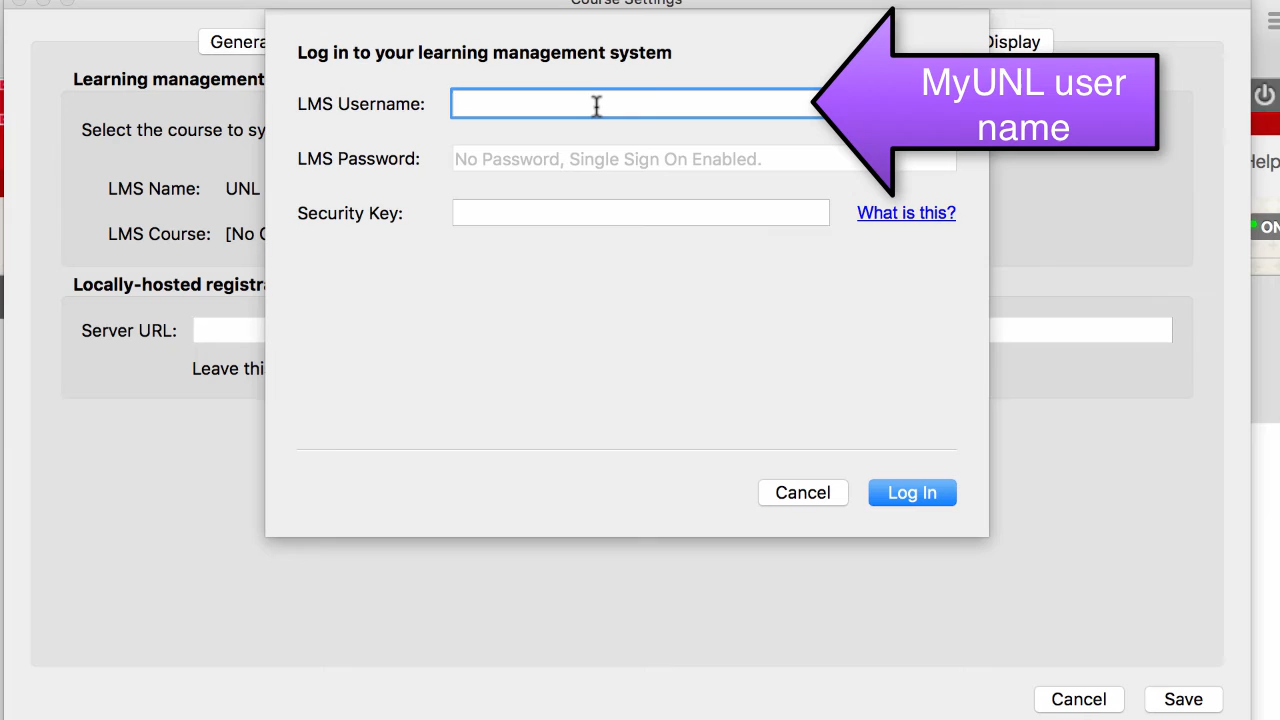 Course Settings
Genera
Display
Log in to your learning management system
MyUNL user
name
Learning management
LMS Username:
Select the course to sy
LMS Password:
No Password, Single Sign On Enabled.
Help
LMS Name:
UNL
Security Key:
What is this?
LMS Course:
[No C
ON
Locally-hosted registra
Server URL:
Leave thi
Cancel
Log In
Cancel
Save